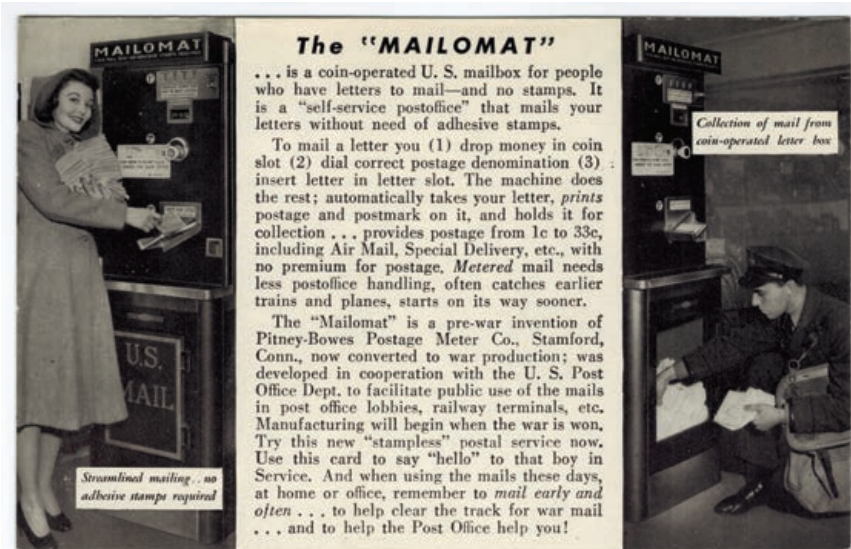 The "MAILOMAT"
. . . is a coin-operated U. S. mailbox for people
who have letters to mail—and no stamps. It
is a "self-service postoffice" that mails your
letters without need of adhesive stamps.
To mail a letter you (1) drop money in coin
slot (2) dial correct postage denomination (3)
insert letter in letter slot. The machine does
the rest; automatically takes your letter, prints
postage and postmark on it, and holds it for
collection . . . provides postage from 1c to 33c,
including Air Mail, Special Delivery, etc., with
no premium for postage. Metered mail needs
less postoffice handling, often catches earlier
trains and planes, starts on its way sooner.
The "Mailomat" is a pre-war invention of
Pitney-Bowes Postage Meter Co., Stamford,
Conn., now converted to war production; was
developed in cooperation with the U. S. Post
Office Dept. to facilitate public use of the mails
in post office lobbies, railway terminals, etc.
Manufacturing will begin when the war is won.
Try this new "stampless" postal service now.
Use this card to say "hello" to that boy in
Service. And when using the mails these days,
at home or office, remember to mail early and
often . . . to help clear the track for war mail
. . . and to help the Post Office help you!
MAILOMAT
U.S.
MAIL
Streamlined mailing . . no
adhesive stamps required
MAILOMAT
Collection of mail from
coin-operated letter box